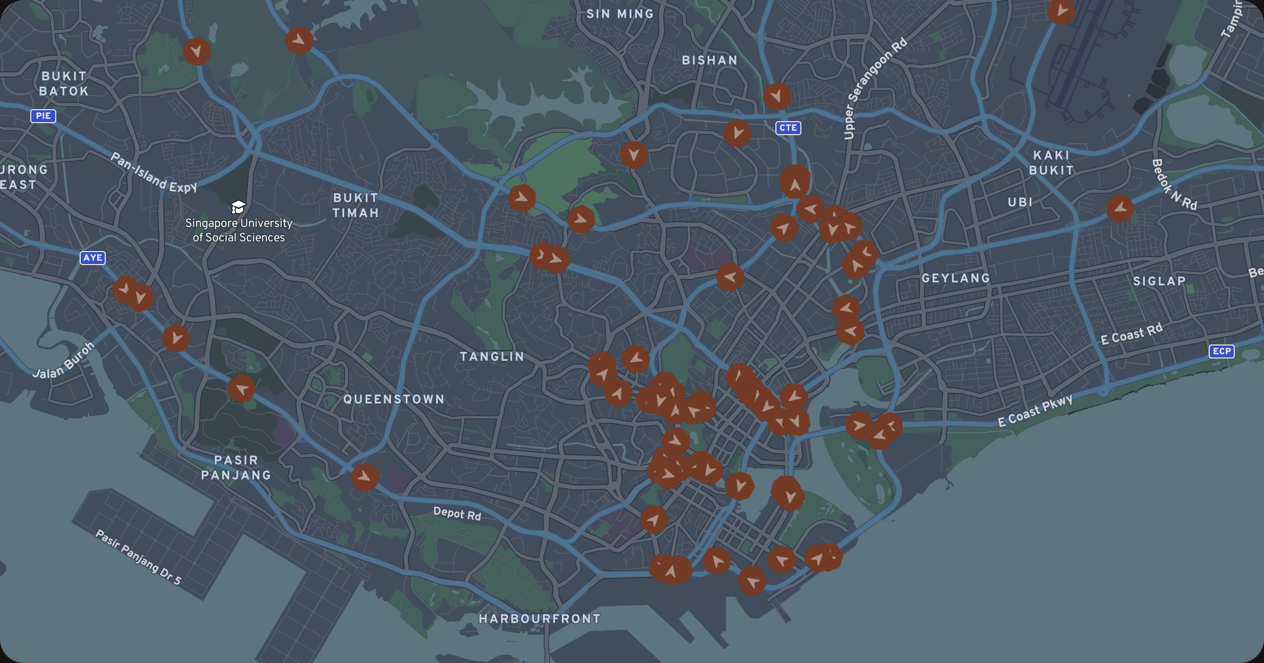 SIN MING
BISHAN
Upper Serangoon Rd
BUKIT
BATOK
PIE
CTE
Pan-Island Expy
URONG
EAST
KAKI
BUKIT
Bedok N Rd
BUKIT
TIMAH
UBI
Singapore University
of Social Sciences
AYE
GEYLANG
SIGLAP
Be
Tampin
E Coast Rd
ECP
Jalan Buroh
TANGLIN
QUEENSTOWN
E Coast Pkwy
PASIR
PANJANG
Depot Rd
Pasir Panjang Dr 5
HARBOURFRONT